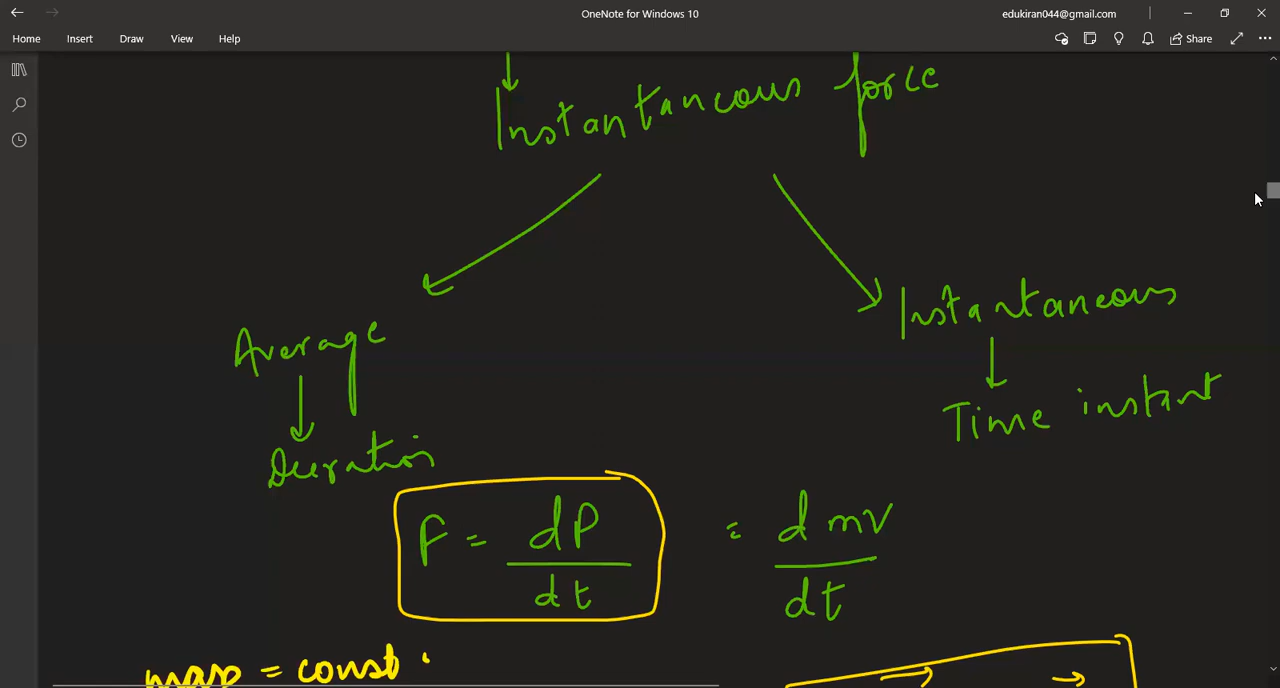 OneNote for Windows 10
edukiran044@gmail.com
Home Insert Draw View Help
Share
Instantaneous force
Average
Instantaneous
Duration
Time instant
F = dP/dt = d mv/dt
mass = const.